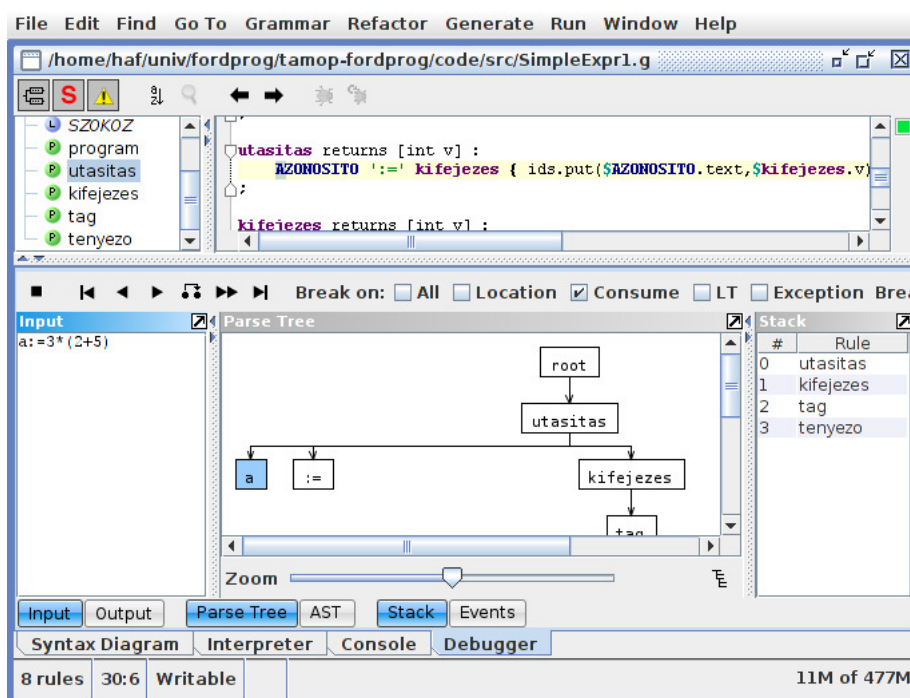 File Edit Find Go To Grammar Refactor Generate Run Window Help
/home/haf/univ/fordprog/tamop-fordprog/code/src/SimpleExpr1.g
S
L SZOKOZ
P program
P utasitas
P kifejezes
P tag
P tenyezo
;
utasitas returns [int v] :
AZONOSITO ':=' kifejezes { ids.put($AZONOSITO.text,$kifejezes.v)
;
kifejezes returns [int v] :
Break on: All Location Consume LT Exception Brea
Input
a:=3*(2+5)
Parse Tree
root
utasitas
a := kifejezes
tag
Zoom
Stack
# Rule
0 utasitas
1 kifejezes
2 tag
3 tenyezo
Input Output Parse Tree AST Stack Events
Syntax Diagram Interpreter Console Debugger
8 rules 30:6 Writable 11M of 477M